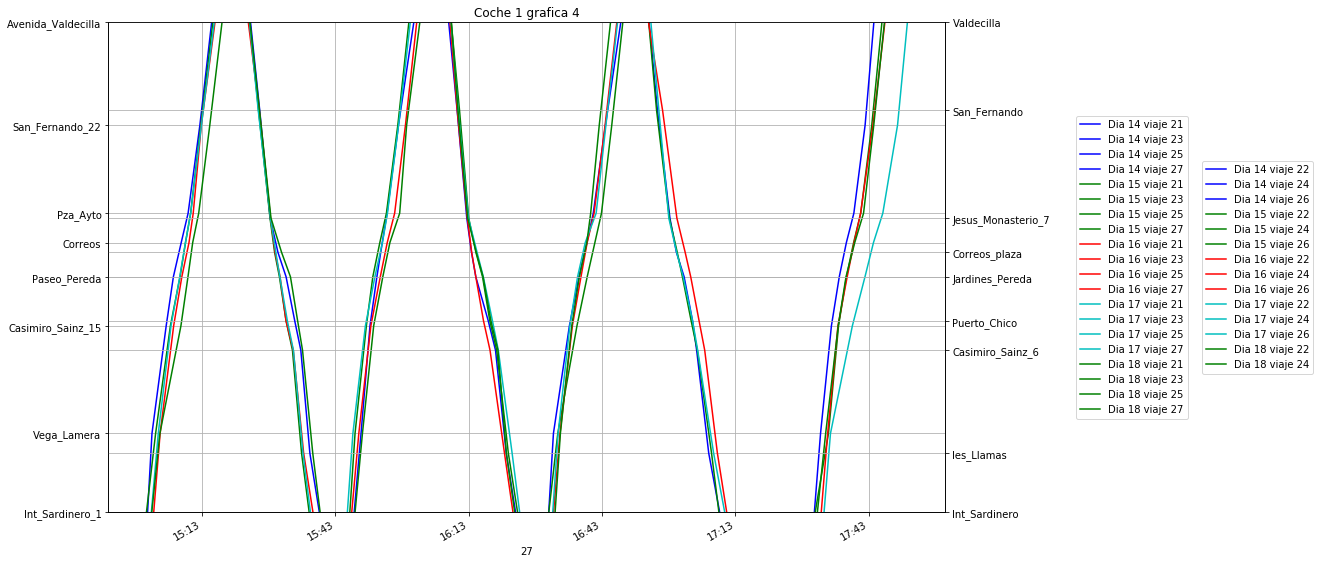 Coche 1 grafica 4
Avenida_Valdecilla
San_Fernando_22
Pza_Ayto
Correos
Paseo_Pereda
Casimiro_Sainz_15
Vega_Lamera
Int_Sardinero_1
Valdecilla
San_Fernando
Jesus_Monasterio_7
Correos_plaza
Jardines_Pereda
Puerto_Chico
Casimiro_Sainz_6
Ies_Llamas
Int_Sardinero
15:13
15:43
16:13
16:43
17:13
17:43
27
Dia 14 viaje 21
Dia 14 viaje 23
Dia 14 viaje 25
Dia 14 viaje 27
Dia 15 viaje 21
Dia 15 viaje 23
Dia 15 viaje 25
Dia 15 viaje 27
Dia 16 viaje 21
Dia 16 viaje 23
Dia 16 viaje 25
Dia 16 viaje 27
Dia 17 viaje 21
Dia 17 viaje 23
Dia 17 viaje 25
Dia 17 viaje 27
Dia 18 viaje 21
Dia 18 viaje 23
Dia 18 viaje 25
Dia 18 viaje 27
Dia 14 viaje 22
Dia 14 viaje 24
Dia 14 viaje 26
Dia 15 viaje 22
Dia 15 viaje 24
Dia 15 viaje 26
Dia 16 viaje 22
Dia 16 viaje 24
Dia 16 viaje 26
Dia 17 viaje 22
Dia 17 viaje 24
Dia 17 viaje 26
Dia 18 viaje 22
Dia 18 viaje 24